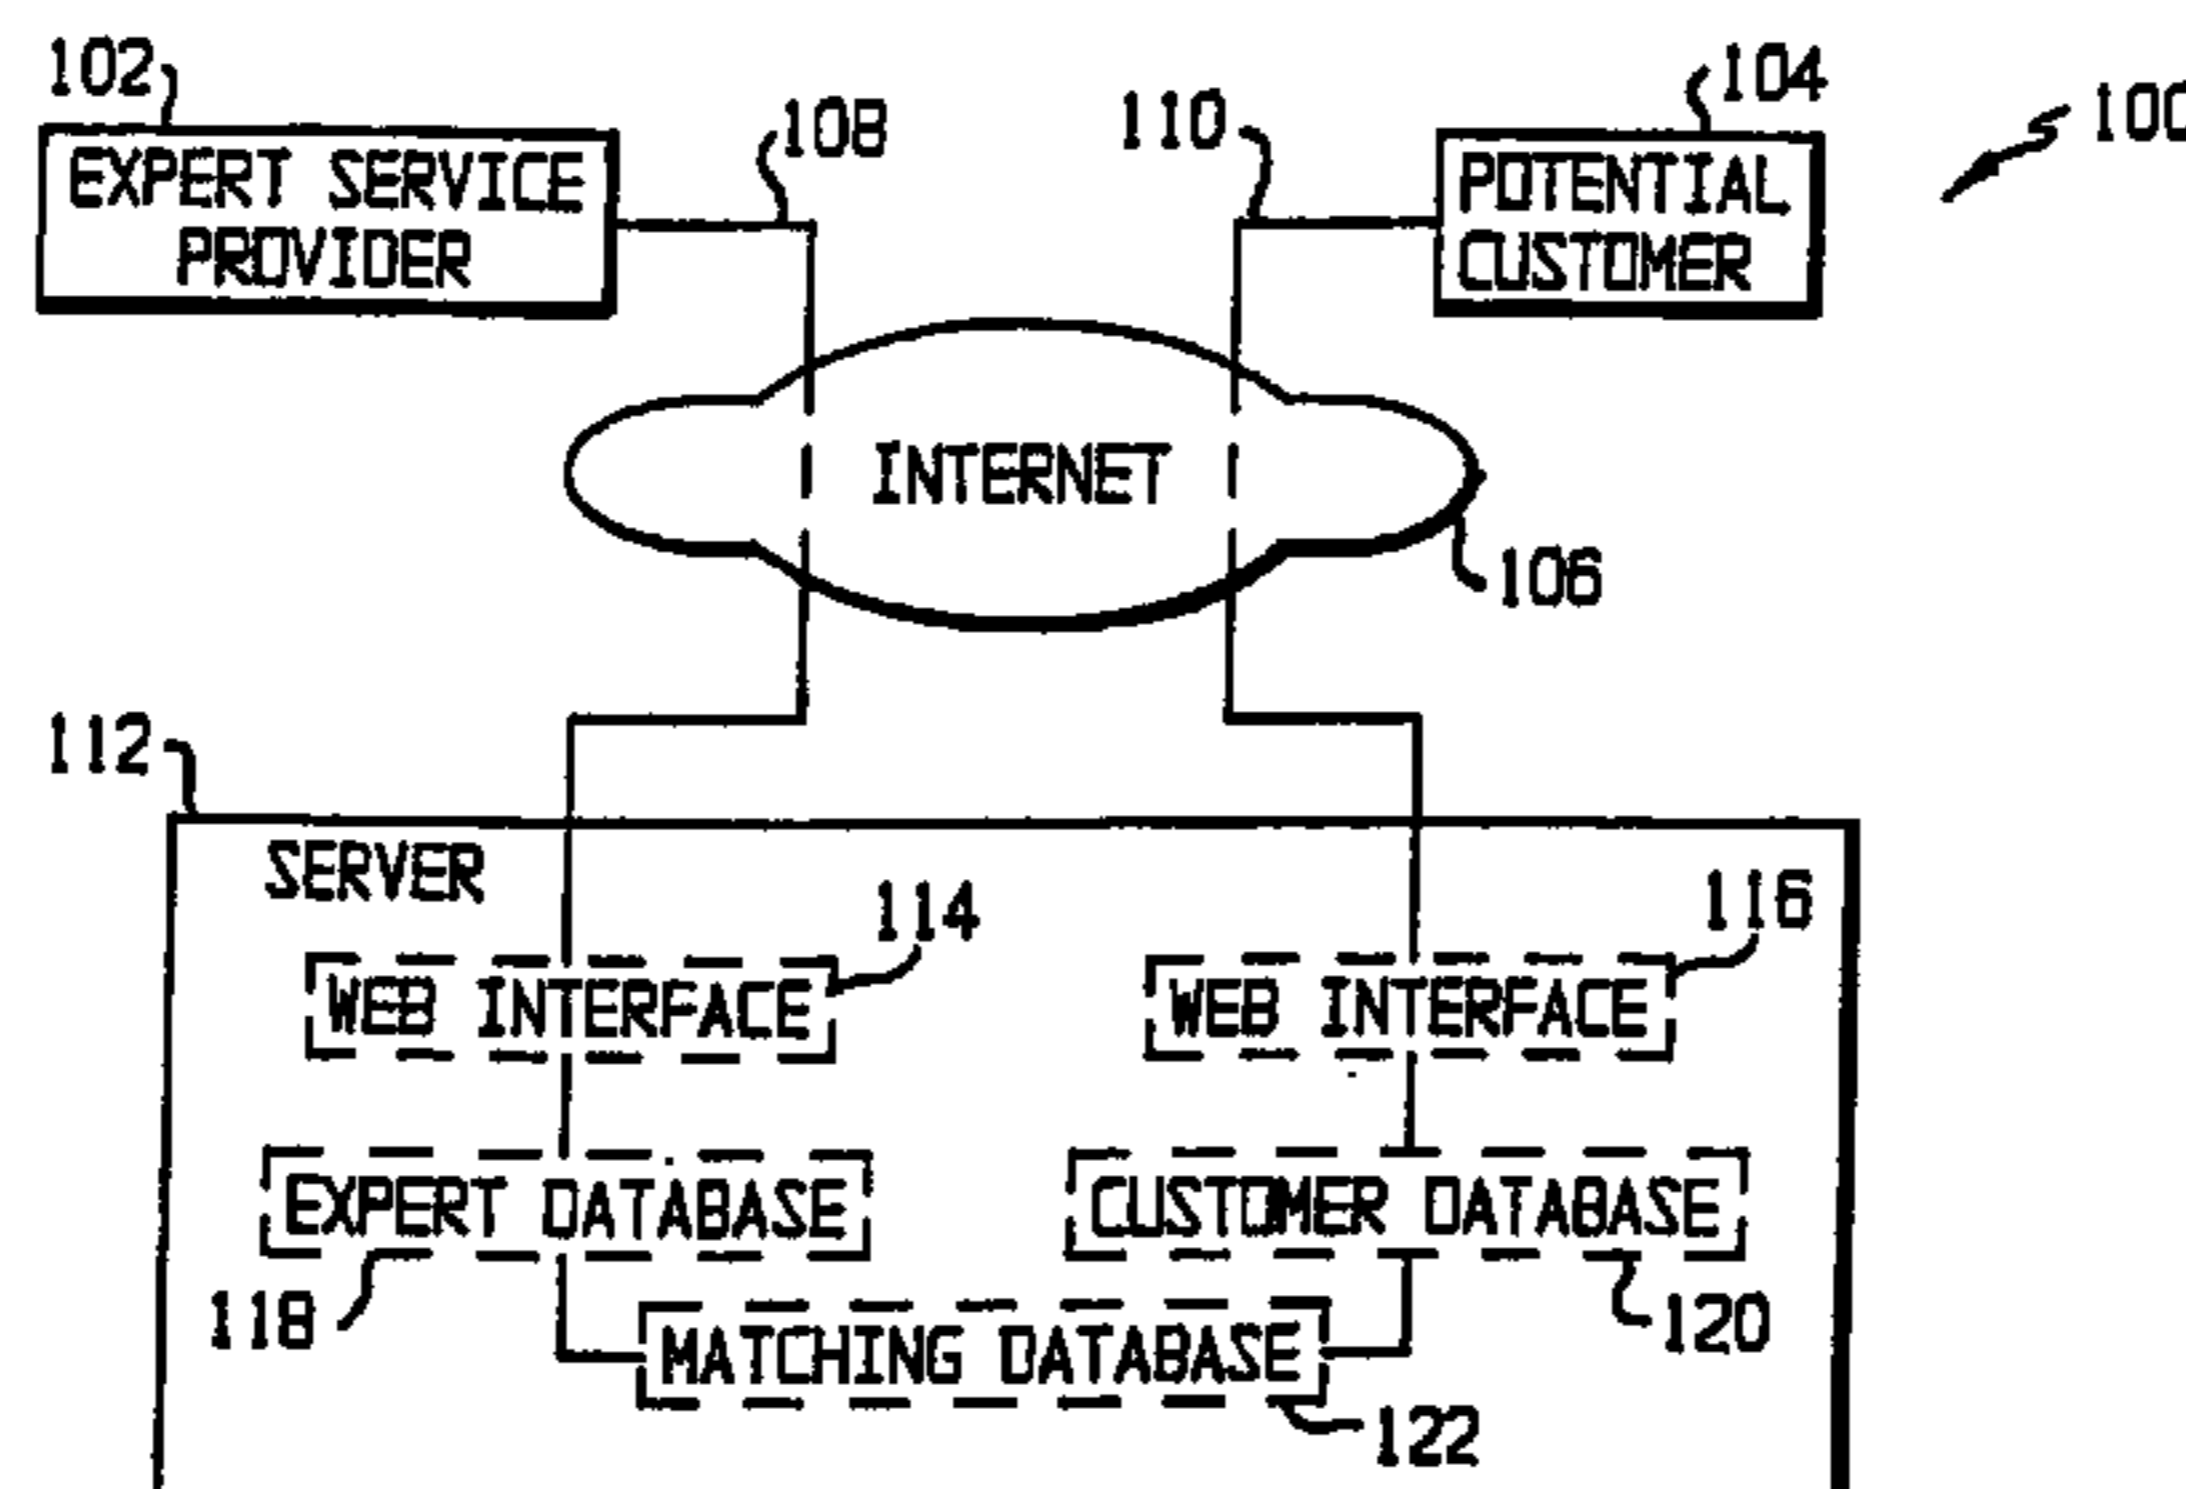 102
108
110
104
100
EXPERT SERVICE
PROVIDER
POTENTIAL
CUSTOMER
INTERNET
106
112
SERVER
114
116
WEB INTERFACE
WEB INTERFACE
EXPERT DATABASE
CUSTOMER DATABASE
118
120
MATCHING DATABASE
122